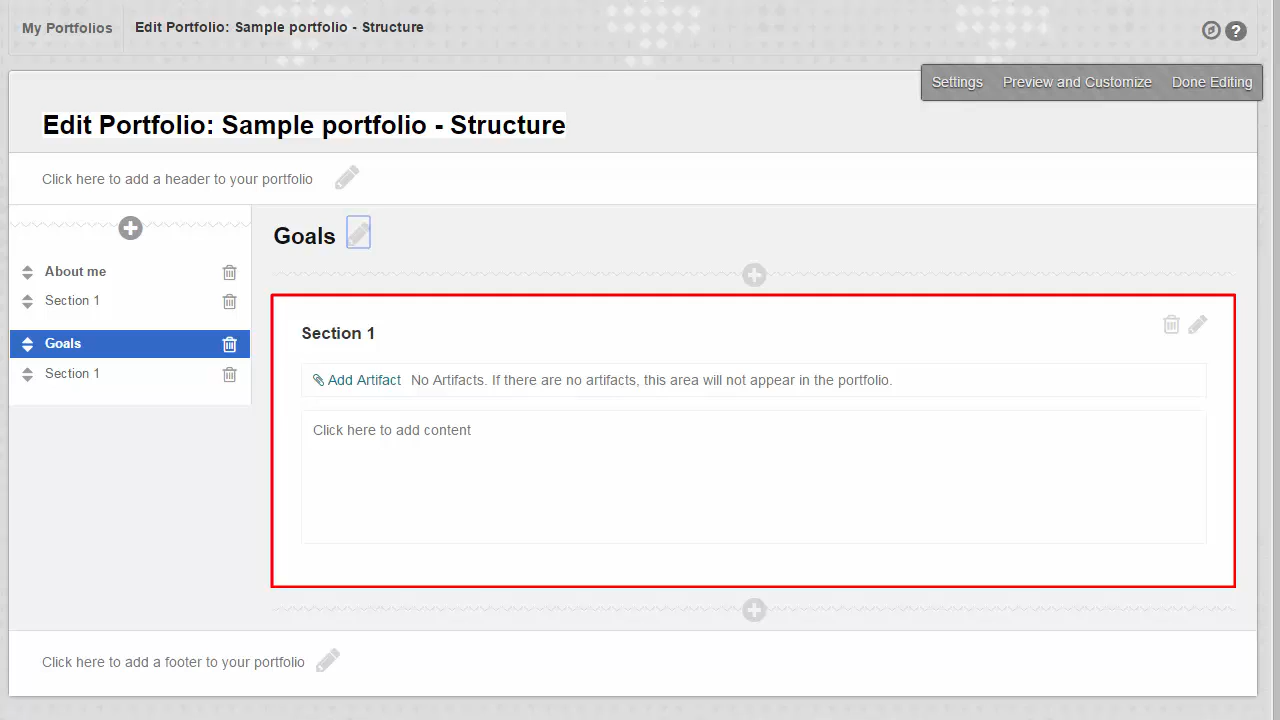 My Portfolios
Edit Portfolio: Sample portfolio - Structure
?
Settings Preview and Customize Done Editing
Edit Portfolio: Sample portfolio - Structure
Click here to add a header to your portfolio
About me
Section 1
Goals
Section 1
Goals
Section 1
Add Artifact No Artifacts. If there are no artifacts, this area will not appear in the portfolio.
Click here to add content
Click here to add a footer to your portfolio